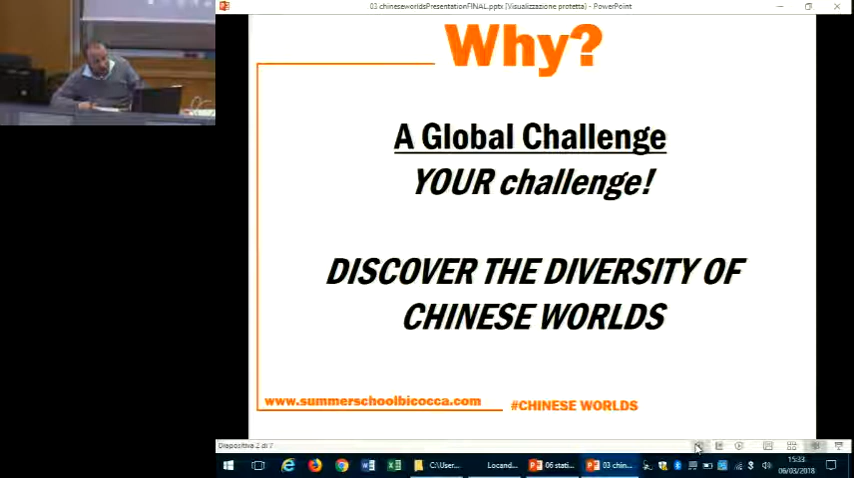 03 chineseworldsPresentationFINAL.pptx [Visualizzazione protetta] - PowerPoint
Why?
A Global Challenge
YOUR challenge!
DISCOVER THE DIVERSITY OF
CHINESE WORLDS
www.summerschoolbicocca.com
#CHINESE WORLDS
Diapositiva 2 di 7
C:\User...
Locand...
06 stati...
03 chin...
15:33
06/03/2018